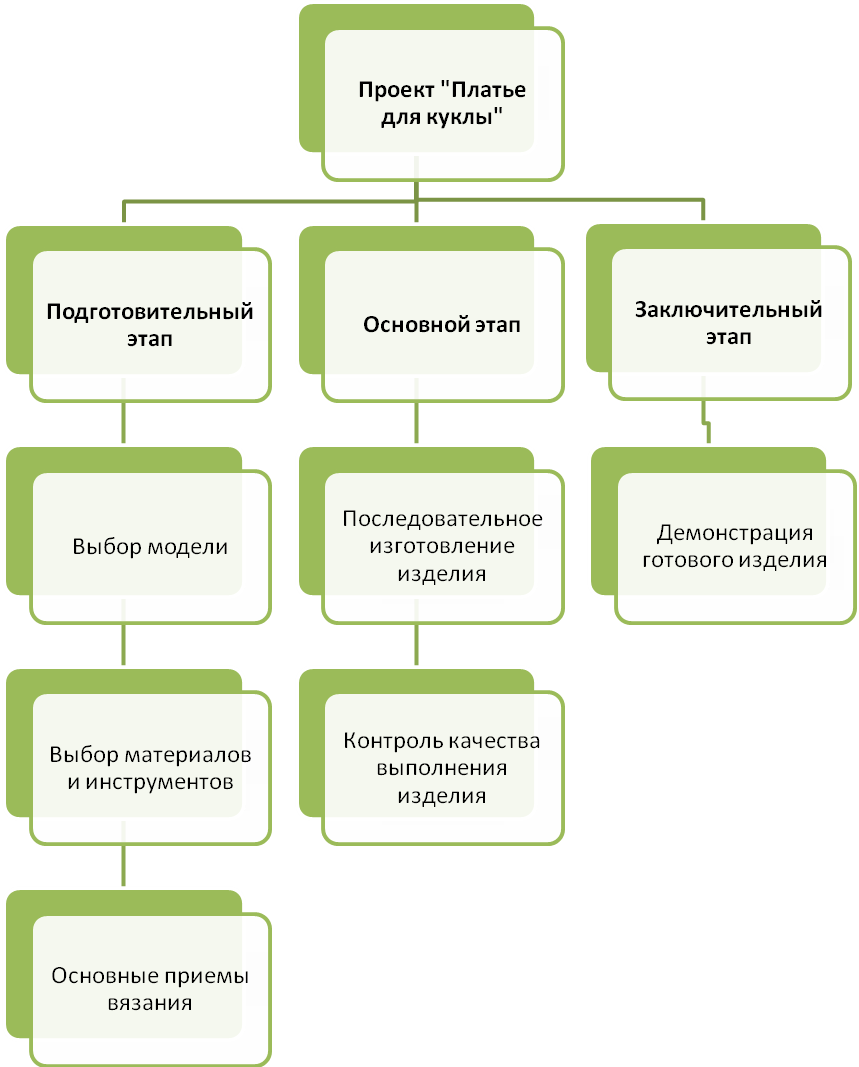 Проект "Платье
для куклы"
Подготовительный
этап
Основной этап
Заключительный
этап
Выбор модели
Последовательное
изготовление
изделия
Демонстрация
готового изделия
Выбор материалов
и инструментов
Контроль качества
выполнения
изделия
Основные приемы
вязания